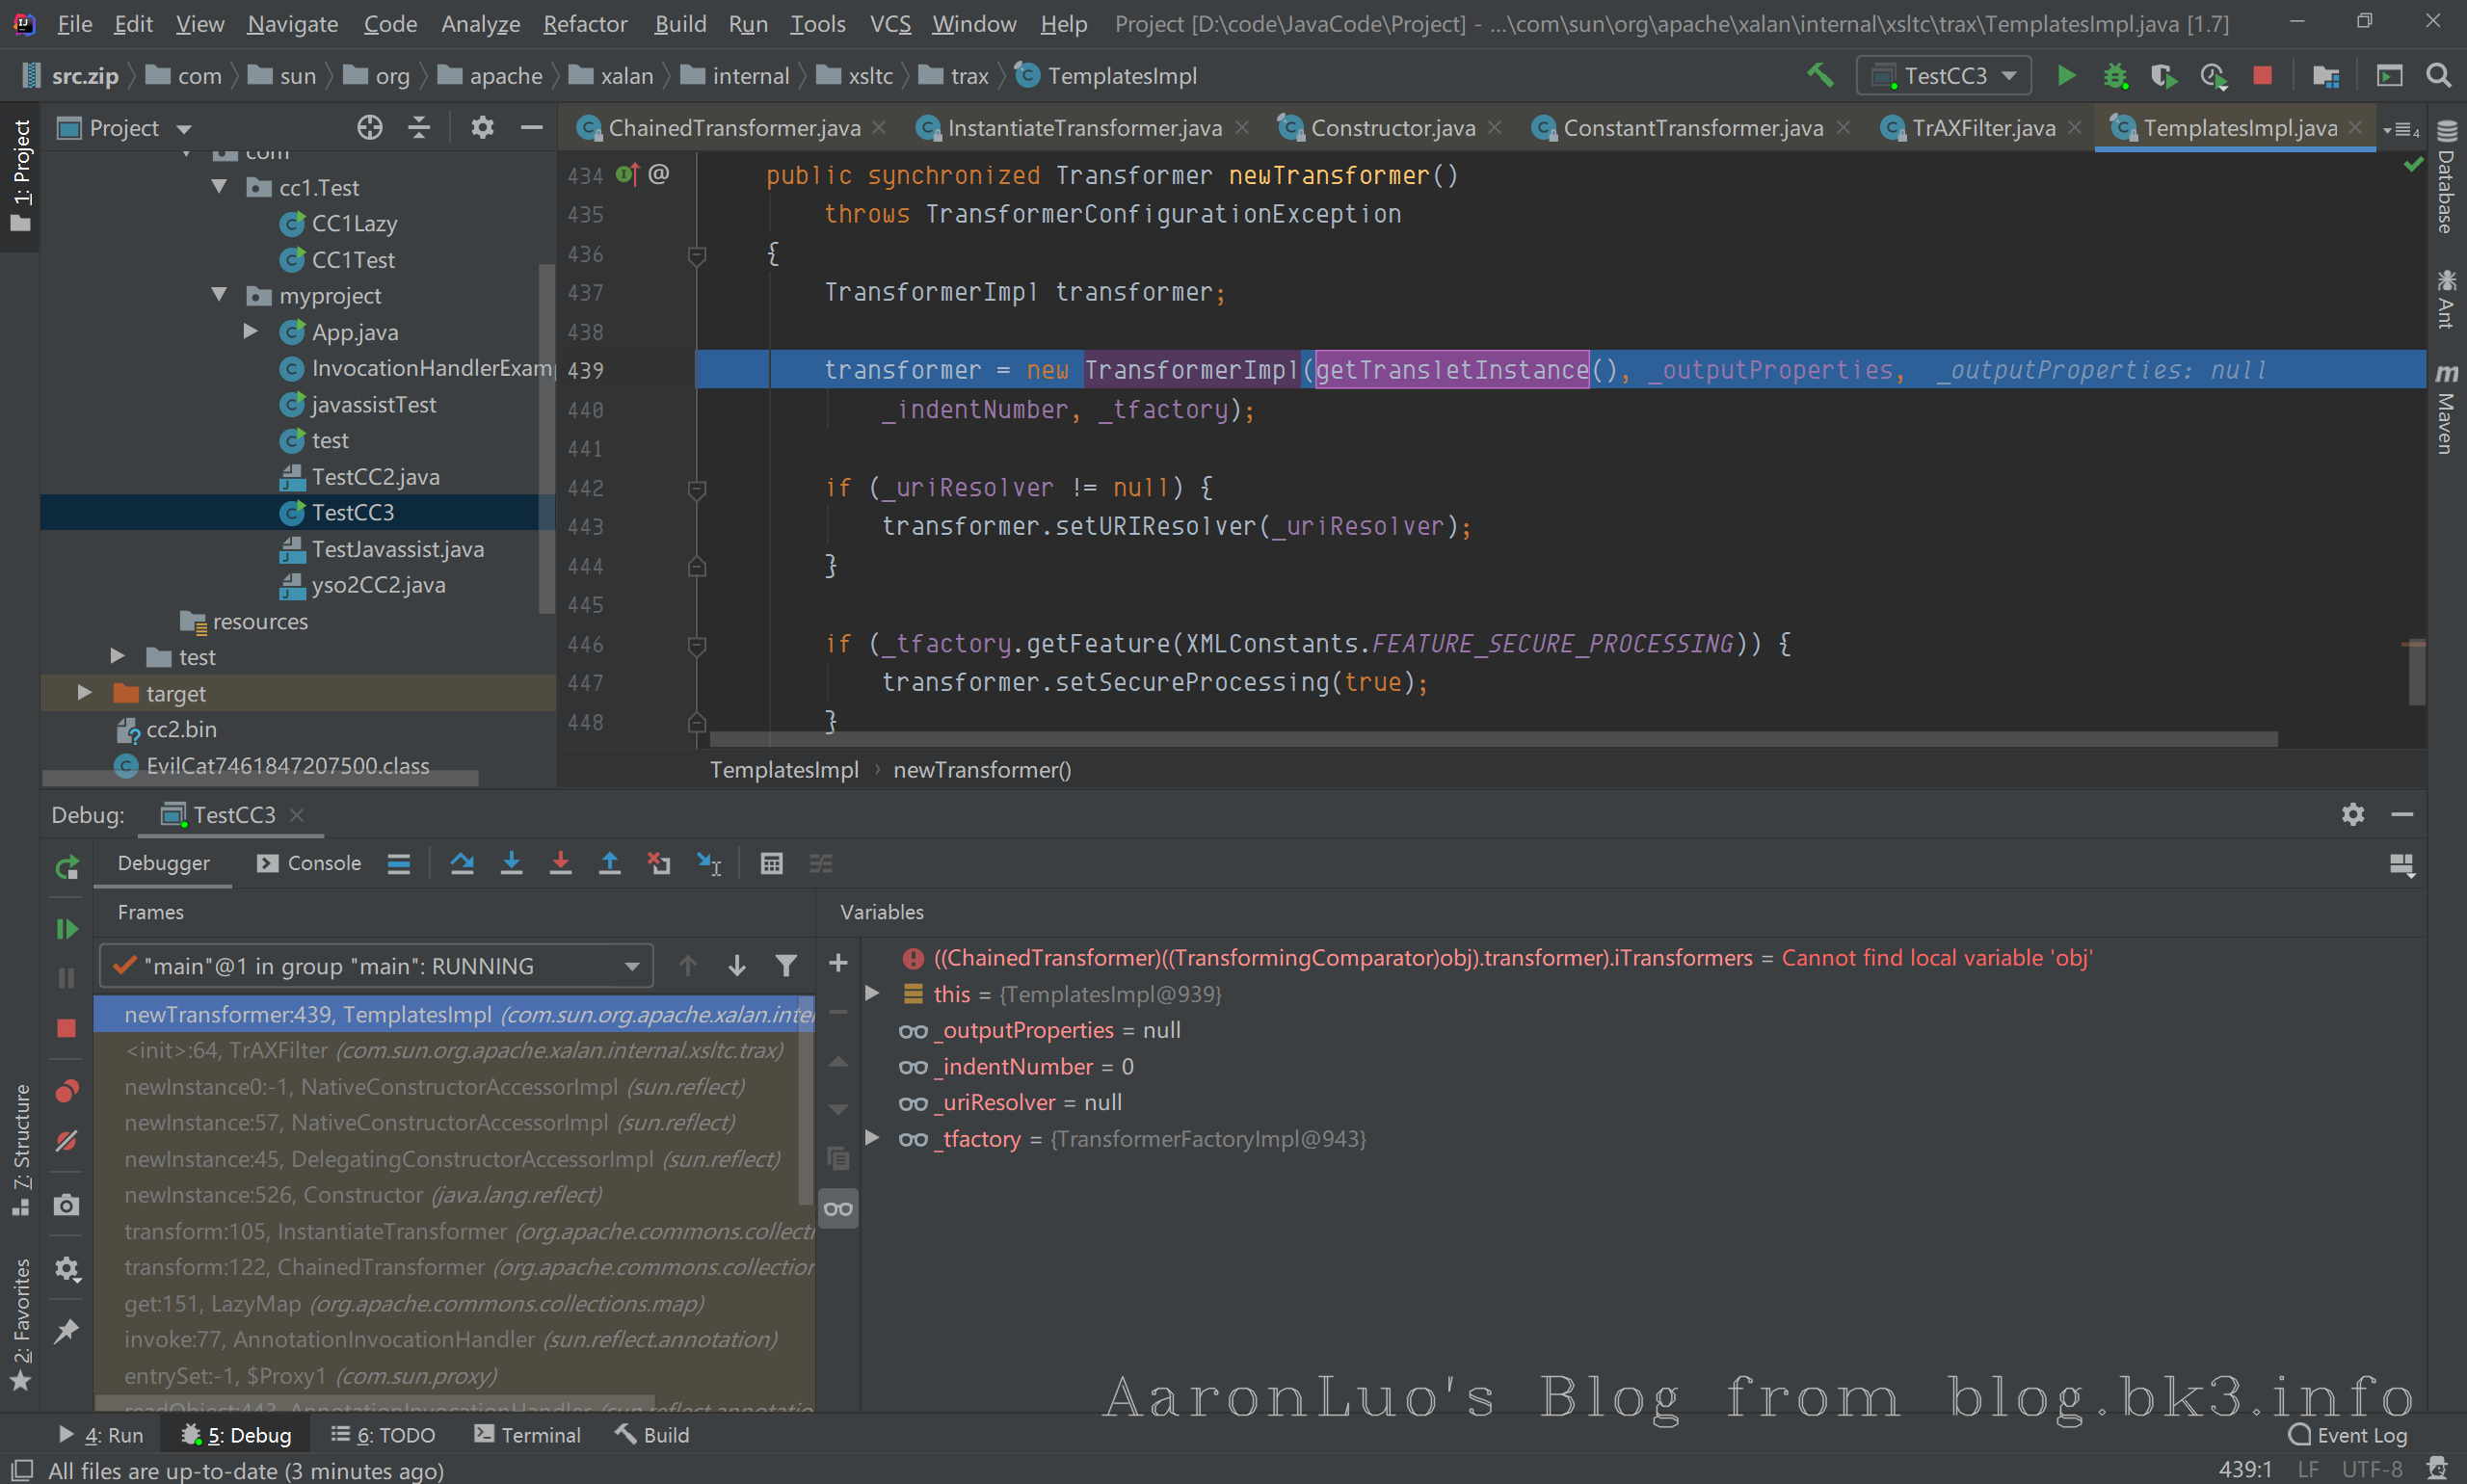 File Edit View Navigate Code Analyze Refactor Build Run Tools VCS Window Help Project [D:\code\JavaCode\Project] - ...\com\sun\org\apache\xalan\internal\xsltc\trax\TemplatesImpl.java [1.7]
src.zip com sun org apache xalan internal xsltc trax TemplatesImpl TestCC3
1: Project
Project
com
cc1.Test
CC1Lazy
CC1Test
myproject
App.java
InvocationHandlerExam
javassistTest
test
TestCC2.java
TestCC3
TestJavassist.java
yso2CC2.java
resources
test
target
cc2.bin
EvilCat7461847207500.class
ChainedTransformer.java InstantiateTransformer.java Constructor.java ConstantTransformer.java TrAXFilter.java TemplatesImpl.java 4
434 @ public synchronized Transformer newTransformer()
435 throws TransformerConfigurationException
436 {
437 TransformerImpl transformer;
438
439 transformer = new TransformerImpl(getTransletInstance(), _outputProperties, _outputProperties: null
440 _indentNumber, _tfactory);
441
442 if (_uriResolver != null) {
443 transformer.setURIResolver(_uriResolver);
444 }
445
446 if (_tfactory.getFeature(XMLConstants.FEATURE_SECURE_PROCESSING)) {
447 transformer.setSecureProcessing(true);
448 }
TemplatesImpl › newTransformer()
Database
Ant
Maven
Debug: TestCC3
Debugger Console
Frames
"main"@1 in group "main": RUNNING
newTransformer:439, TemplatesImpl (com.sun.org.apache.xalan.inter
<init>:64, TrAXFilter (com.sun.org.apache.xalan.internal.xsltc.trax)
newInstance0:-1, NativeConstructorAccessorImpl (sun.reflect)
newInstance:57, NativeConstructorAccessorImpl (sun.reflect)
newInstance:45, DelegatingConstructorAccessorImpl (sun.reflect)
newInstance:526, Constructor (java.lang.reflect)
transform:105, InstantiateTransformer (org.apache.commons.collecti
transform:122, ChainedTransformer (org.apache.commons.collection
get:151, LazyMap (org.apache.commons.collections.map)
invoke:77, AnnotationInvocationHandler (sun.reflect.annotation)
entrySet:-1, $Proxy1 (com.sun.proxy)
readObject:443, AnnotationInvocationHandler (sun.reflect.annotatio
Variables
((ChainedTransformer)((TransformingComparator)obj).transformer).iTransformers = Cannot find local variable 'obj'
this = {TemplatesImpl@939}
_outputProperties = null
_indentNumber = 0
_uriResolver = null
_tfactory = {TransformerFactoryImpl@943}
7: Structure
2: Favorites
AaronLuo's Blog from blog.bk3.info
4: Run 5: Debug 6: TODO Terminal Build Event Log
All files are up-to-date (3 minutes ago) 439:1 LF UTF-8